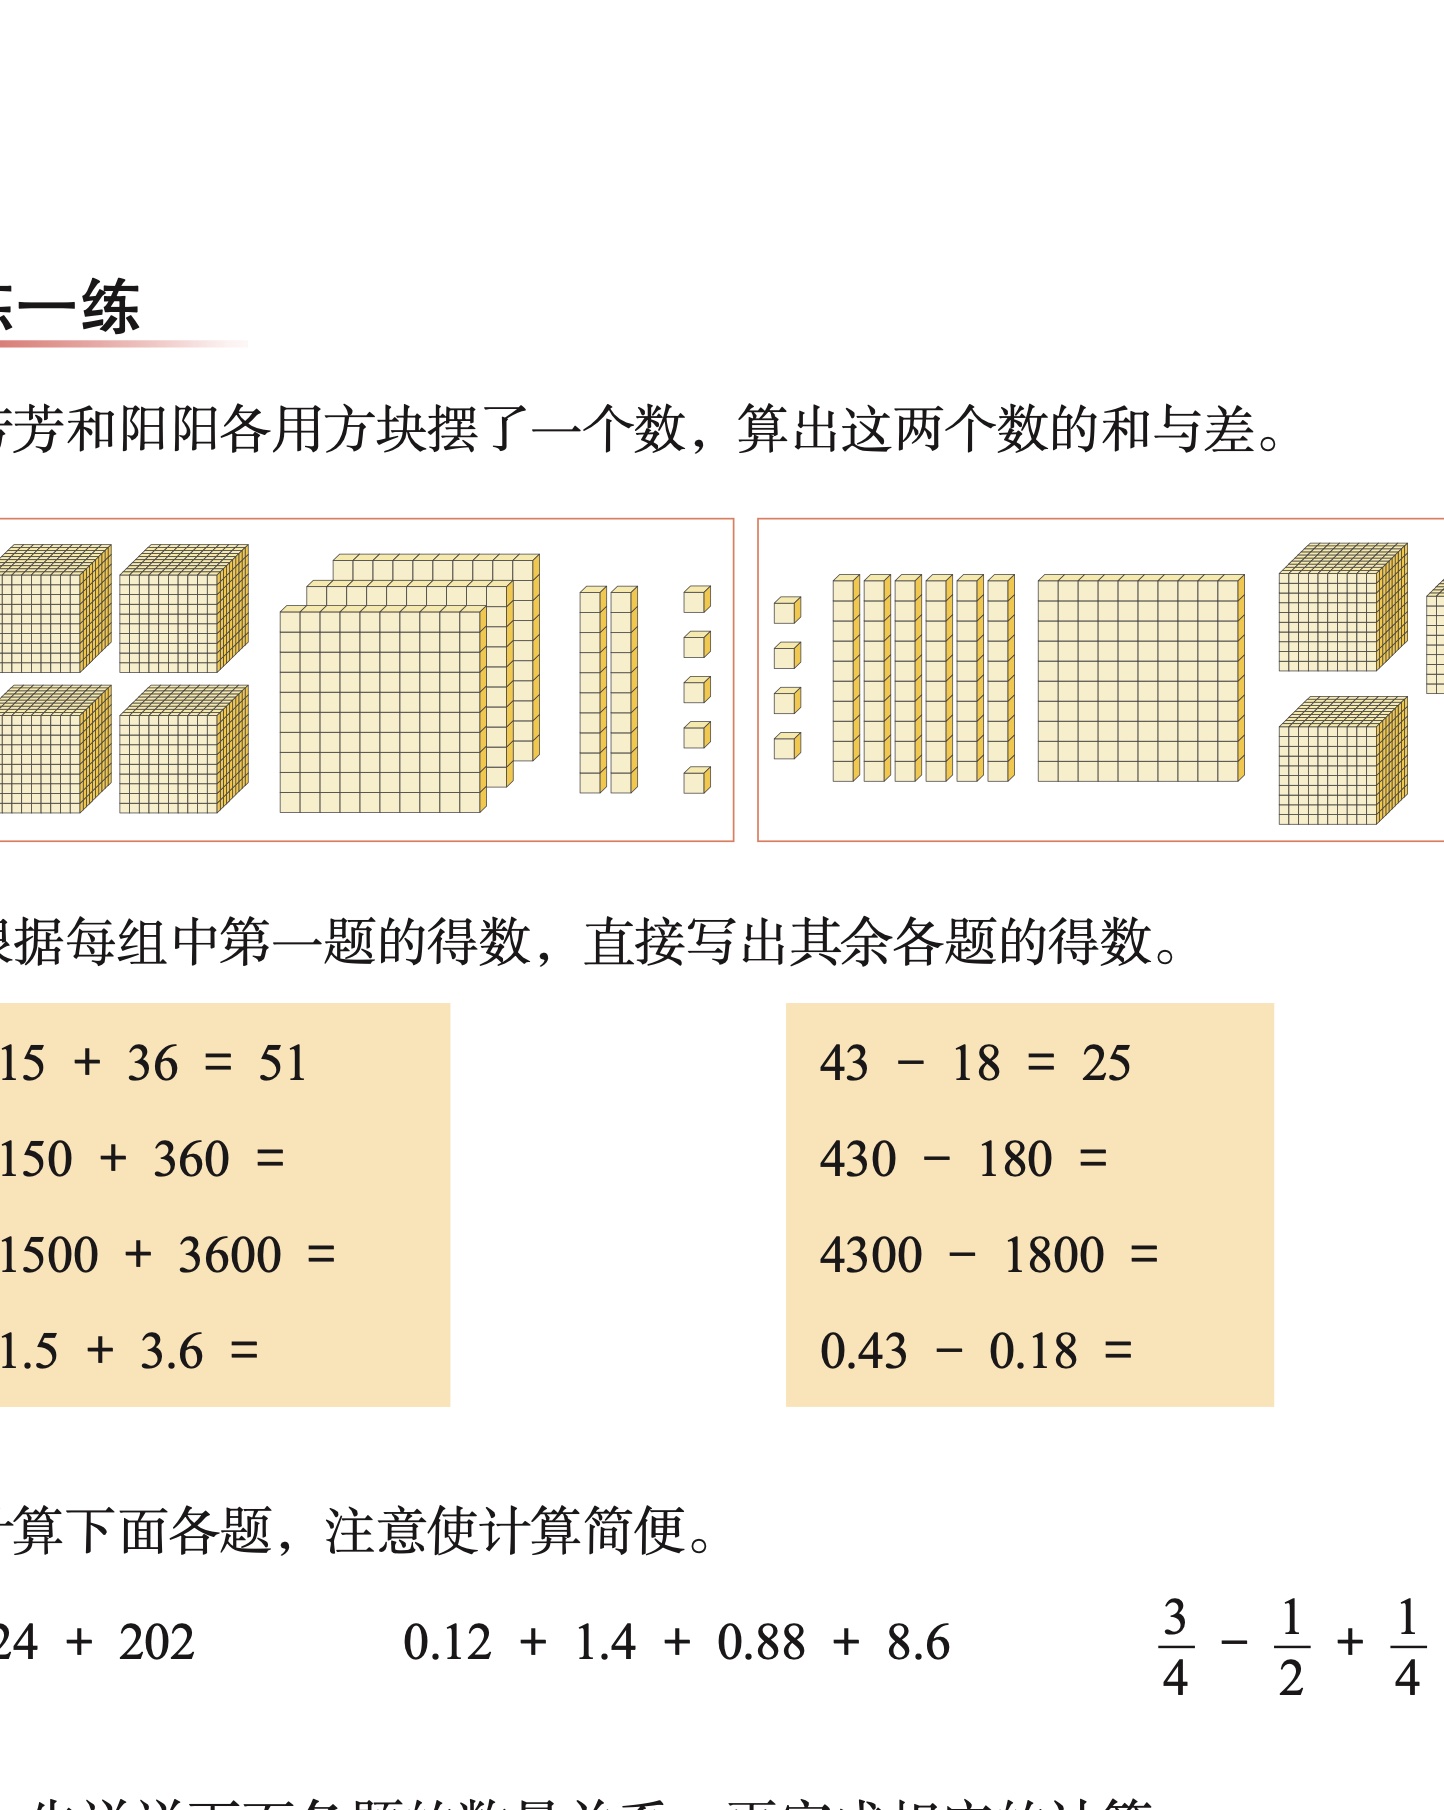 一练
芳和阳阳各用方块摆了一个数，算出这两个数的和与差。
据每组中第一题的得数，直接写出其余各题的得数。
15 + 36 = 51
150 + 360 =
1500 + 3600 =
1.5 + 3.6 =
43 − 18 = 25
430 − 180 =
4300 − 1800 =
0.43 − 0.18 =
算下面各题，注意使计算简便。
24 + 202
0.12 + 1.4 + 0.88 + 8.6
3/4 − 1/2 + 1/4